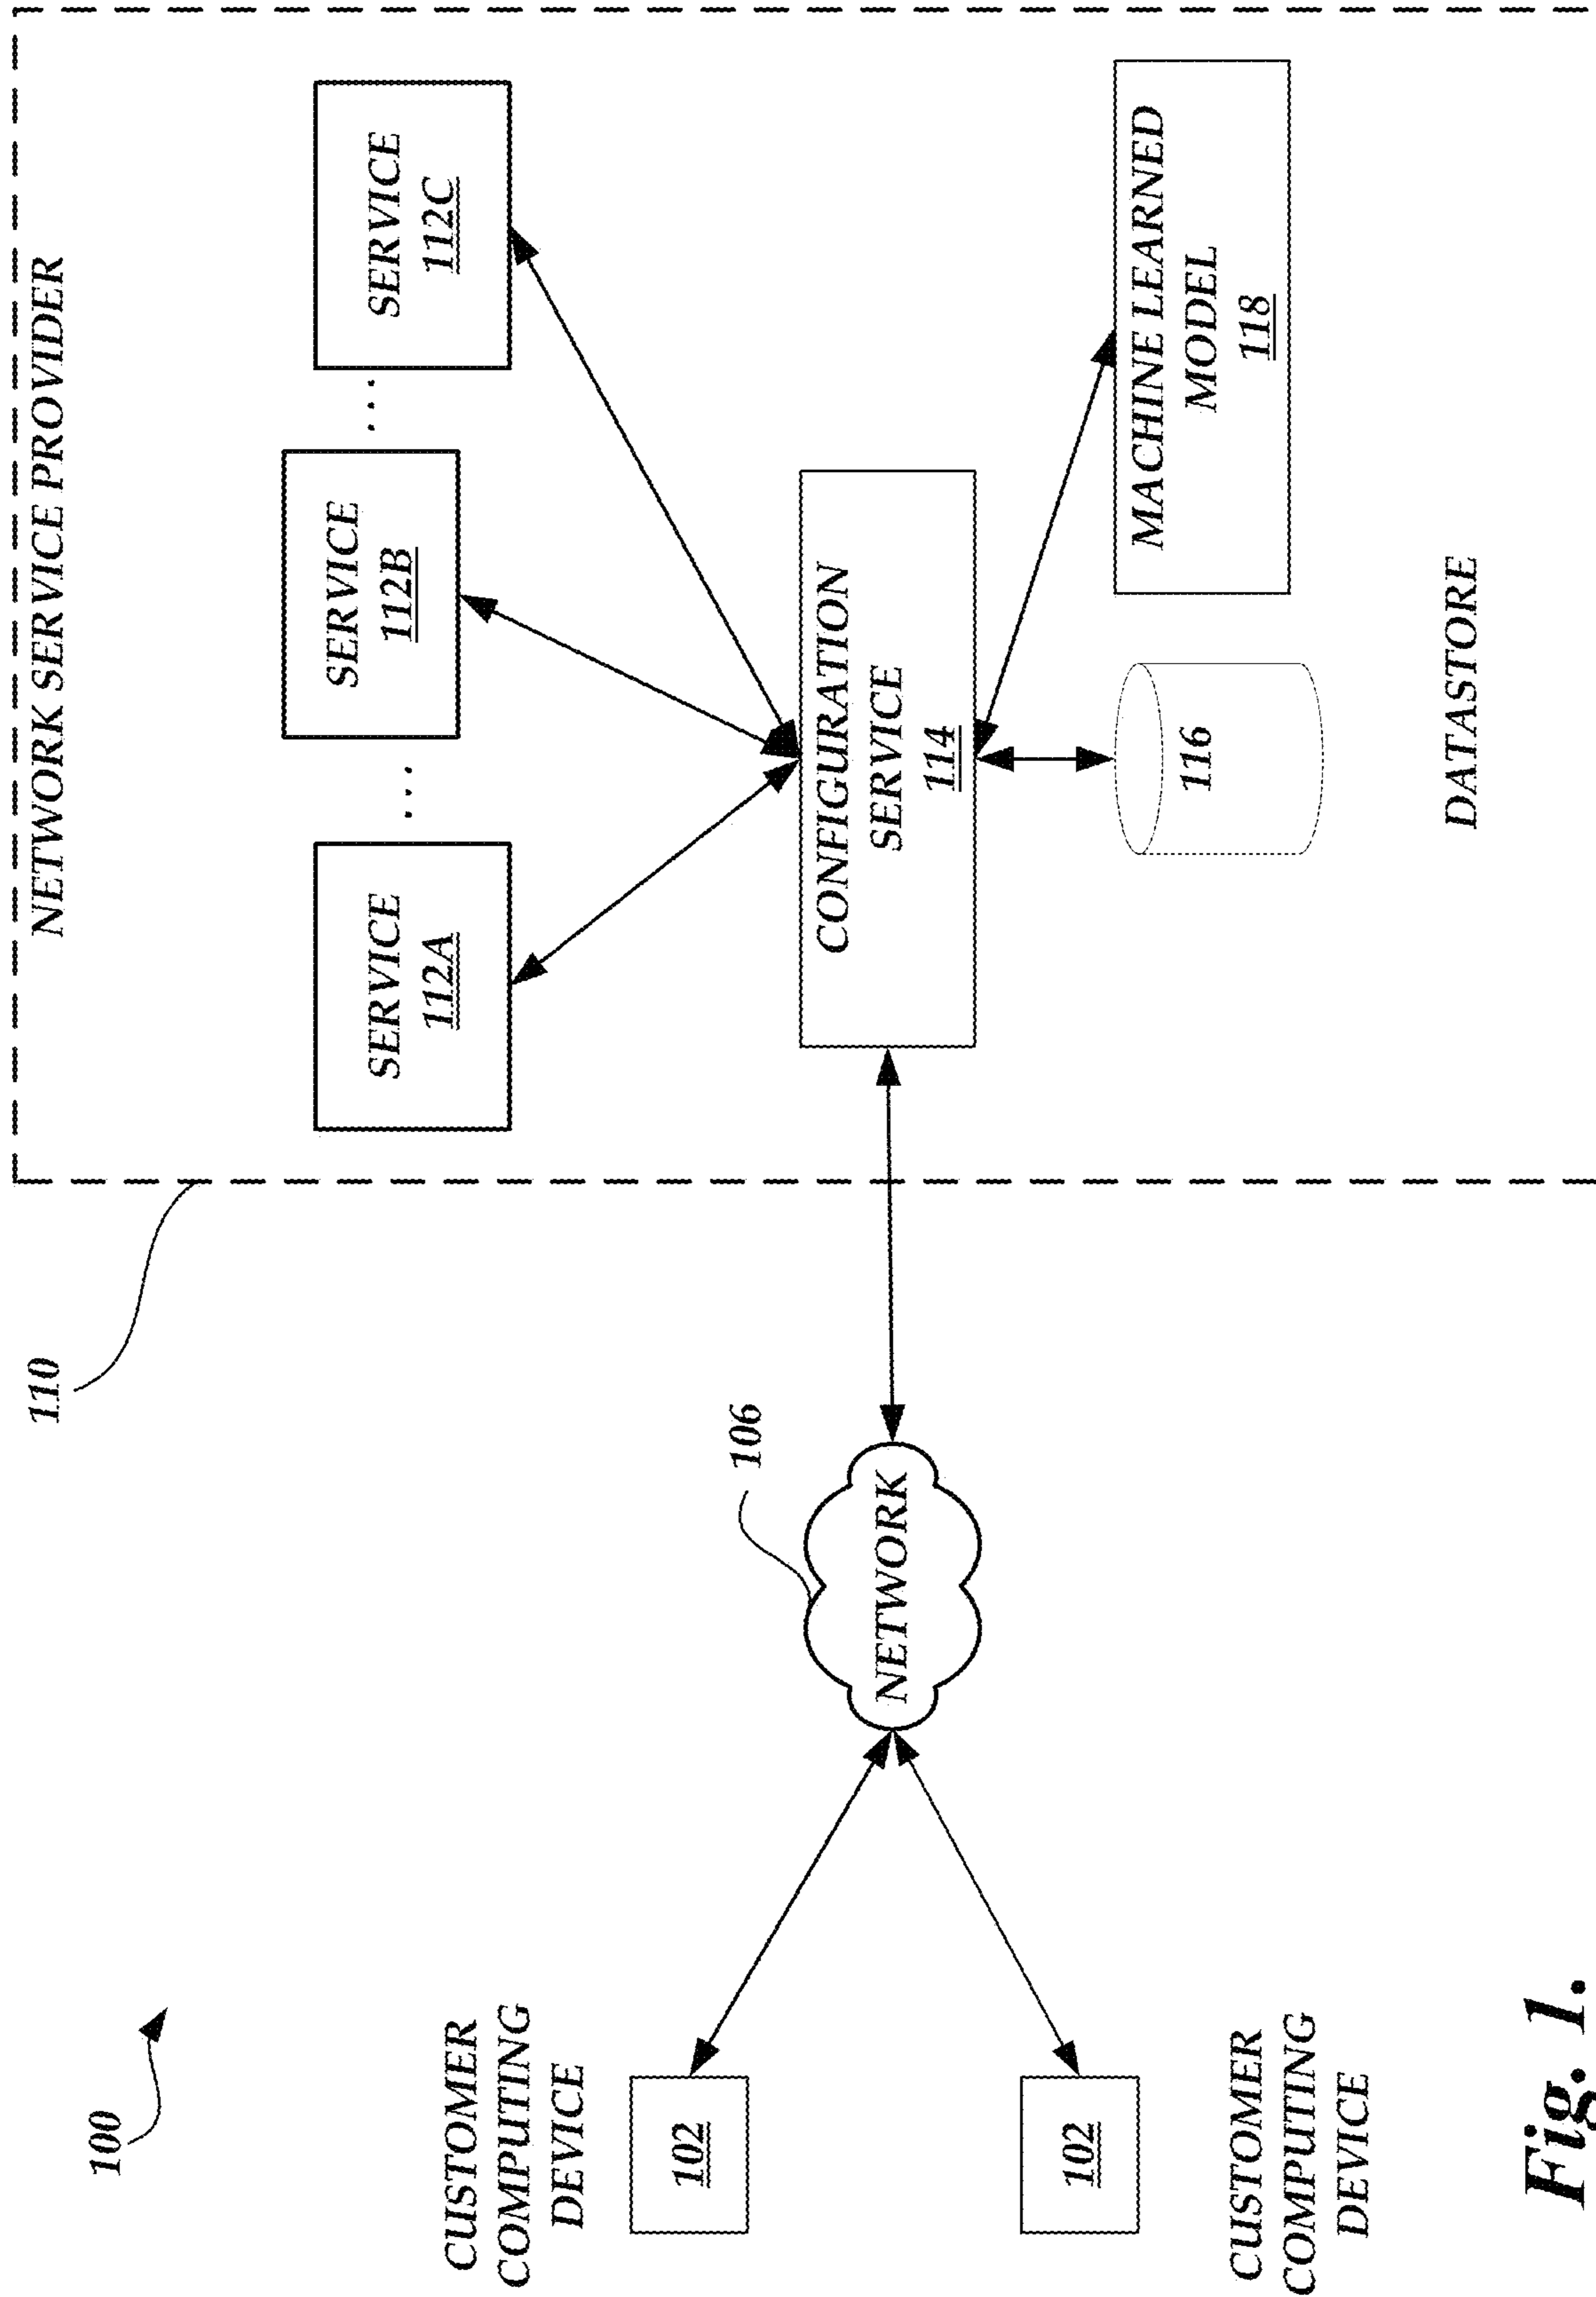 100
110
NETWORK SERVICE PROVIDER
SERVICE
112A
...
SERVICE
112B
...
SERVICE
112C
CUSTOMER
COMPUTING
DEVICE
102
106
NETWORK
CONFIGURATION
SERVICE
114
102
CUSTOMER
COMPUTING
DEVICE
116
DATASTORE
MACHINE LEARNED
MODEL
118
Fig. 1.